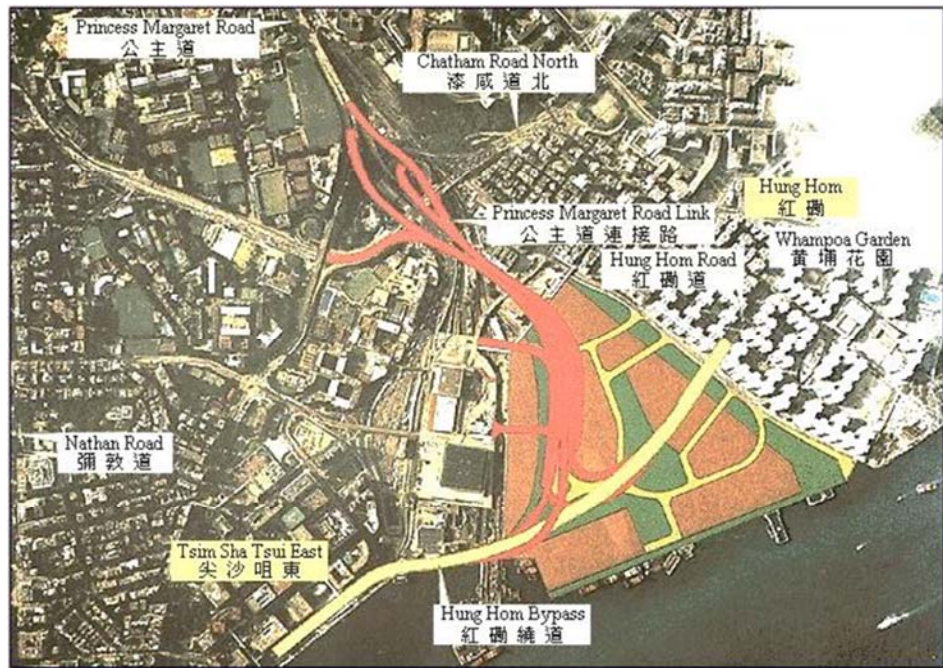 Princess Margaret Road
公主道
Chatham Road North
漆咸道北
Hung Hom
紅磡
Princess Margaret Road Link
公主道連接路
Whampoa Garden
黃埔花園
Hung Hom Road
紅磡道
Nathan Road
彌敦道
Tsim Sha Tsui East
尖沙咀東
Hung Hom Bypass
紅磡繞道